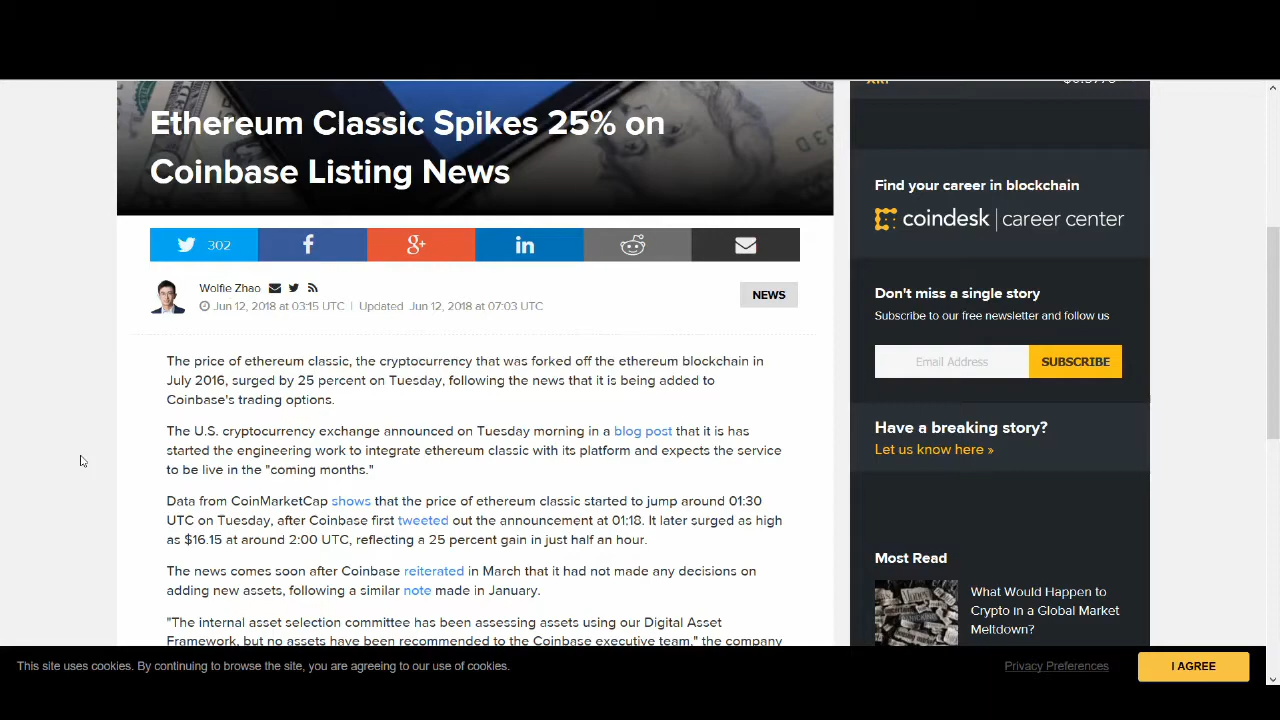 Ethereum Classic Spikes 25% on
Coinbase Listing News
302
Wolfie Zhao
Jun 12, 2018 at 03:15 UTC | Updated Jun 12, 2018 at 07:03 UTC
NEWS
The price of ethereum classic, the cryptocurrency that was forked off the ethereum blockchain in
July 2016, surged by 25 percent on Tuesday, following the news that it is being added to
Coinbase's trading options.
The U.S. cryptocurrency exchange announced on Tuesday morning in a blog post that it is has
started the engineering work to integrate ethereum classic with its platform and expects the service
to be live in the "coming months."
Data from CoinMarketCap shows that the price of ethereum classic started to jump around 01:30
UTC on Tuesday, after Coinbase first tweeted out the announcement at 01:18. It later surged as high
as $16.15 at around 2:00 UTC, reflecting a 25 percent gain in just half an hour.
The news comes soon after Coinbase reiterated in March that it had not made any decisions on
adding new assets, following a similar note made in January.
"The internal asset selection committee has been assessing assets using our Digital Asset
Framework, but no assets have been recommended to the Coinbase executive team," the company
Find your career in blockchain
coindesk | career center
Don't miss a single story
Subscribe to our free newsletter and follow us
Email Address
SUBSCRIBE
Have a breaking story?
Let us know here »
Most Read
What Would Happen to
Crypto in a Global Market
Meltdown?
This site uses cookies. By continuing to browse the site, you are agreeing to our use of cookies.
Privacy Preferences
I AGREE